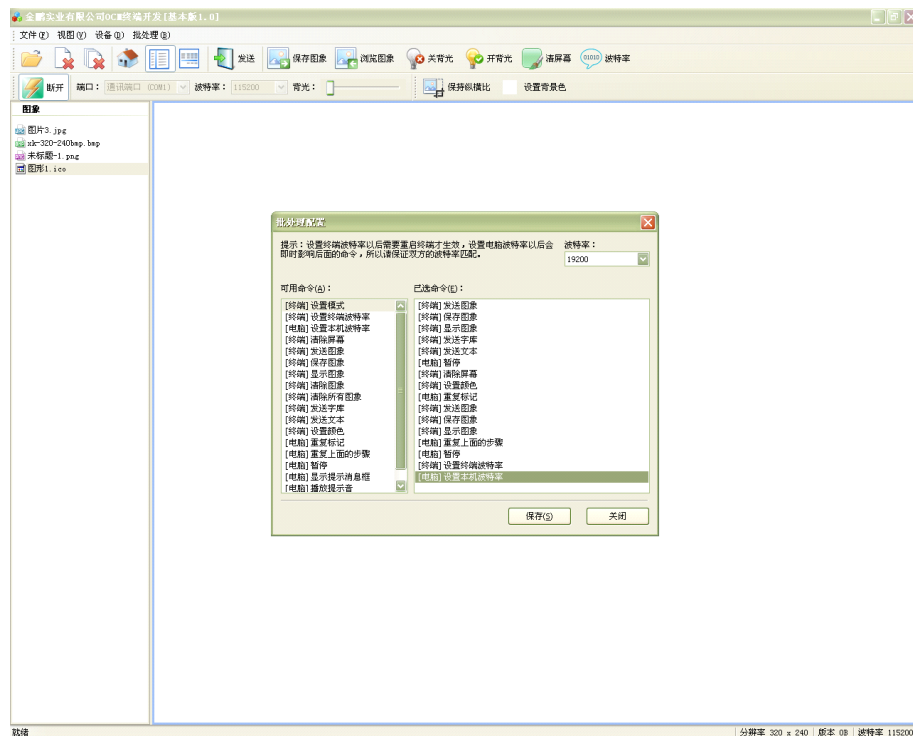 金鹏实业有限公司OCM终端开发[基本版1.0]
文件(F) 视图(V) 设备(D) 批处理(B)
发送 保存图象 浏览图象 关背光 开背光 清屏幕 01010 波特率
断开 端口： 通讯端口 (COM1) 波特率： 115200 背光： 保持纵横比 设置背景色
图象
图片3.jpg
xk-320-240bmp.bmp
未标题-1.png
图形1.ico
批处理配置
提示：设置终端波特率以后需要重启终端才生效，设置电脑波特率以后会
即时影响后面的命令，所以请保证双方的波特率匹配。
波特率：
19200
可用命令(A)：
[终端]设置模式
[终端]设置终端波特率
[电脑]设置本机波特率
[终端]清除屏幕
[终端]发送图象
[终端]保存图象
[终端]显示图象
[终端]清除图象
[终端]清除所有图象
[终端]发送字库
[终端]发送文本
[终端]设置颜色
[电脑]重复标记
[电脑]重复上面的步骤
[电脑]暂停
[电脑]显示提示消息框
[电脑]播放提示音
已选命令(E)：
[终端]发送图象
[终端]保存图象
[终端]显示图象
[终端]发送字库
[终端]发送文本
[电脑]暂停
[终端]清除屏幕
[终端]设置颜色
[电脑]重复标记
[终端]发送图象
[终端]保存图象
[终端]显示图象
[电脑]重复上面的步骤
[电脑]暂停
[终端]设置终端波特率
[电脑]设置本机波特率
保存(S) 关闭
就绪 分辨率 320 x 240 版本 0B 波特率 115200